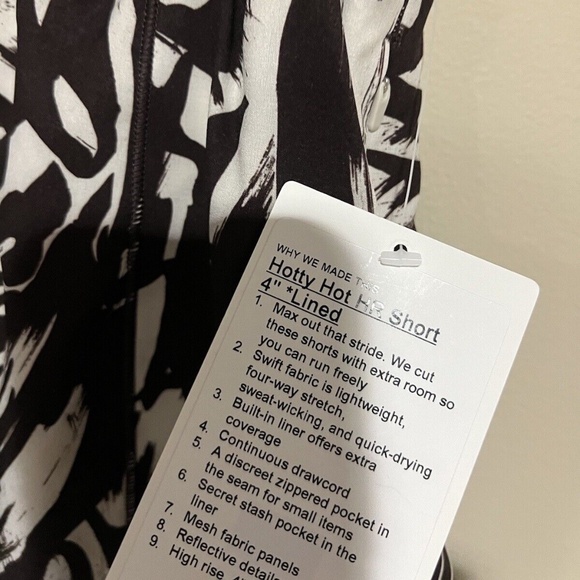 WHY WE MADE THIS
Hotty Hot HR Short
4" *Lined
1. Max out that stride. We cut
these shorts with extra room so
you can run freely
2. Swift fabric is lightweight,
four-way stretch,
sweat-wicking, and quick-drying
3. Built-in liner offers extra
coverage
4. Continuous drawcord
5. A discreet zippered pocket in
the seam for small items
6. Secret stash pocket in the
liner
7. Mesh fabric panels
8. Reflective details
9. High rise, 4"